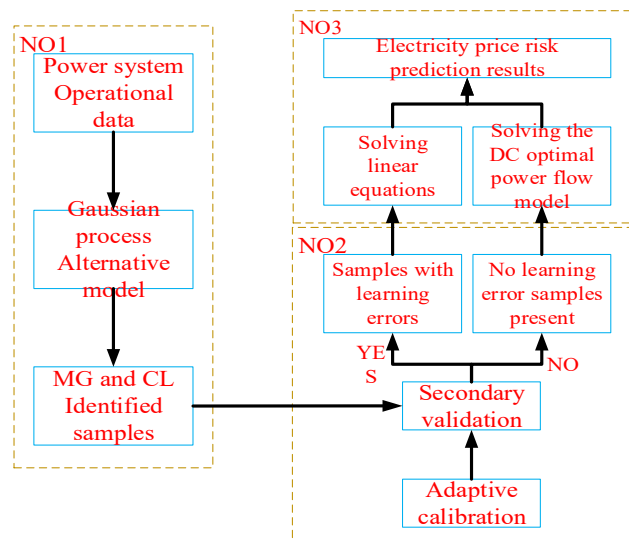 NO1
Power system
Operational
data
Gaussian
process
Alternative
model
MG and CL
Identified
samples
NO3
Electricity price risk
prediction results
Solving
linear
equations
Solving the
DC optimal
power flow
model
NO2
Samples with
learning
errors
No learning
error samples
present
YE
S
NO
Secondary
validation
Adaptive
calibration